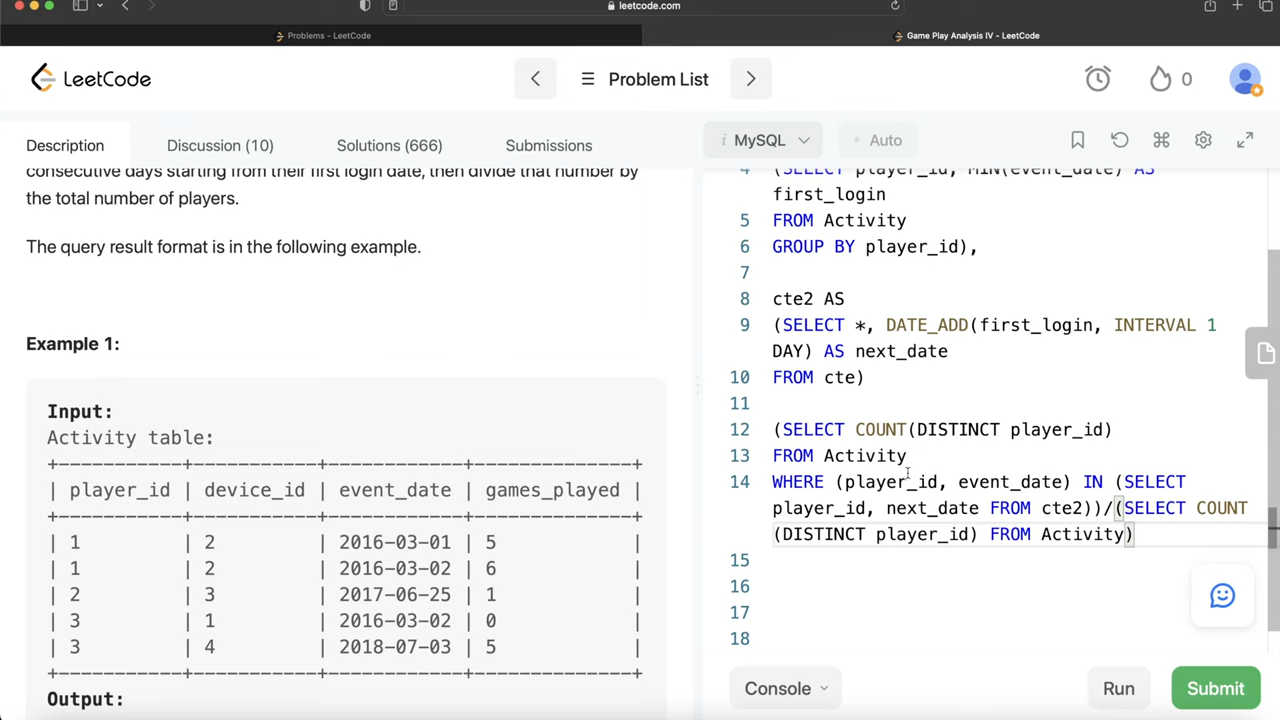 leetcode.com
Problems - LeetCode
Game Play Analysis IV - LeetCode
LeetCode
Problem List
0
Description
Discussion (10)
Solutions (666)
Submissions
i MySQL
Auto
consecutive days starting from their first login date, then divide that number by
the total number of players.
The query result format is in the following example.
Example 1:
Input:
Activity table:
+-----------+-----------+------------+--------------+
| player_id | device_id | event_date | games_played |
+-----------+-----------+------------+--------------+
| 1 | 2 | 2016-03-01 | 5 |
| 1 | 2 | 2016-03-02 | 6 |
| 2 | 3 | 2017-06-25 | 1 |
| 3 | 1 | 2016-03-02 | 0 |
| 3 | 4 | 2018-07-03 | 5 |
+-----------+-----------+------------+--------------+
Output:
4 (SELECT player_id, MIN(event_date) AS
first_login
5 FROM Activity
6 GROUP BY player_id),
7
8 cte2 AS
9 (SELECT *, DATE_ADD(first_login, INTERVAL 1
DAY) AS next_date
10 FROM cte)
11
12 (SELECT COUNT(DISTINCT player_id)
13 FROM Activity
14 WHERE (player_id, event_date) IN (SELECT
player_id, next_date FROM cte2))/(SELECT COUNT
(DISTINCT player_id) FROM Activity)
15
16
17
18
Console
Run
Submit